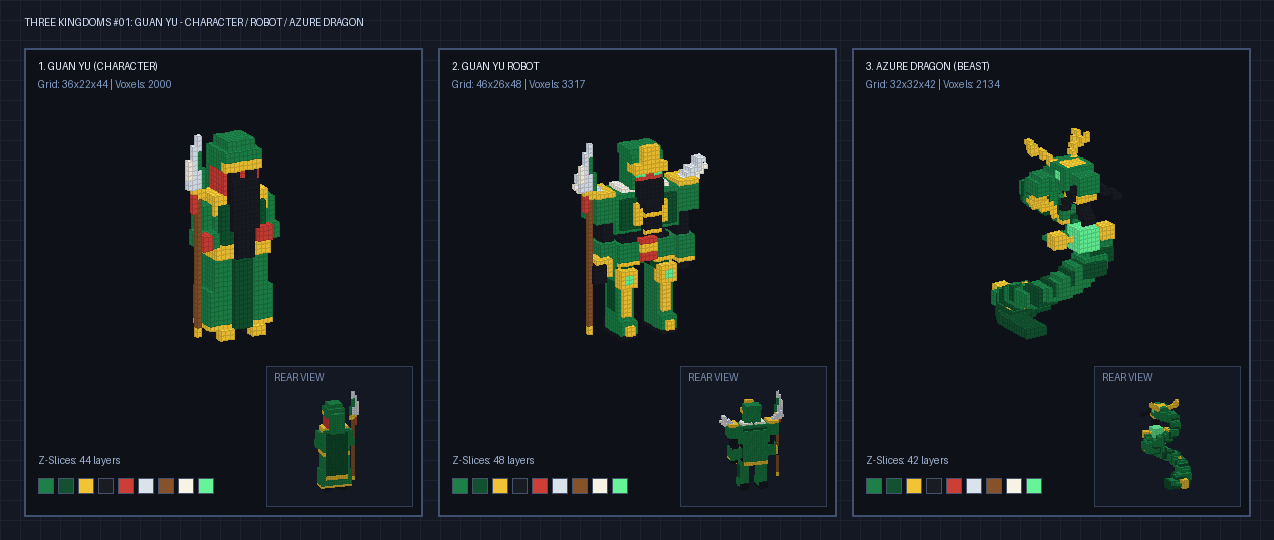 THREE KINGDOMS #01: GUAN YU - CHARACTER / ROBOT / AZURE DRAGON
1. GUAN YU (CHARACTER)
Grid: 36x22x44 | Voxels: 2000
REAR VIEW
Z-Slices: 44 layers
2. GUAN YU ROBOT
Grid: 46x26x48 | Voxels: 3317
REAR VIEW
Z-Slices: 48 layers
3. AZURE DRAGON (BEAST)
Grid: 32x32x42 | Voxels: 2134
REAR VIEW
Z-Slices: 42 layers